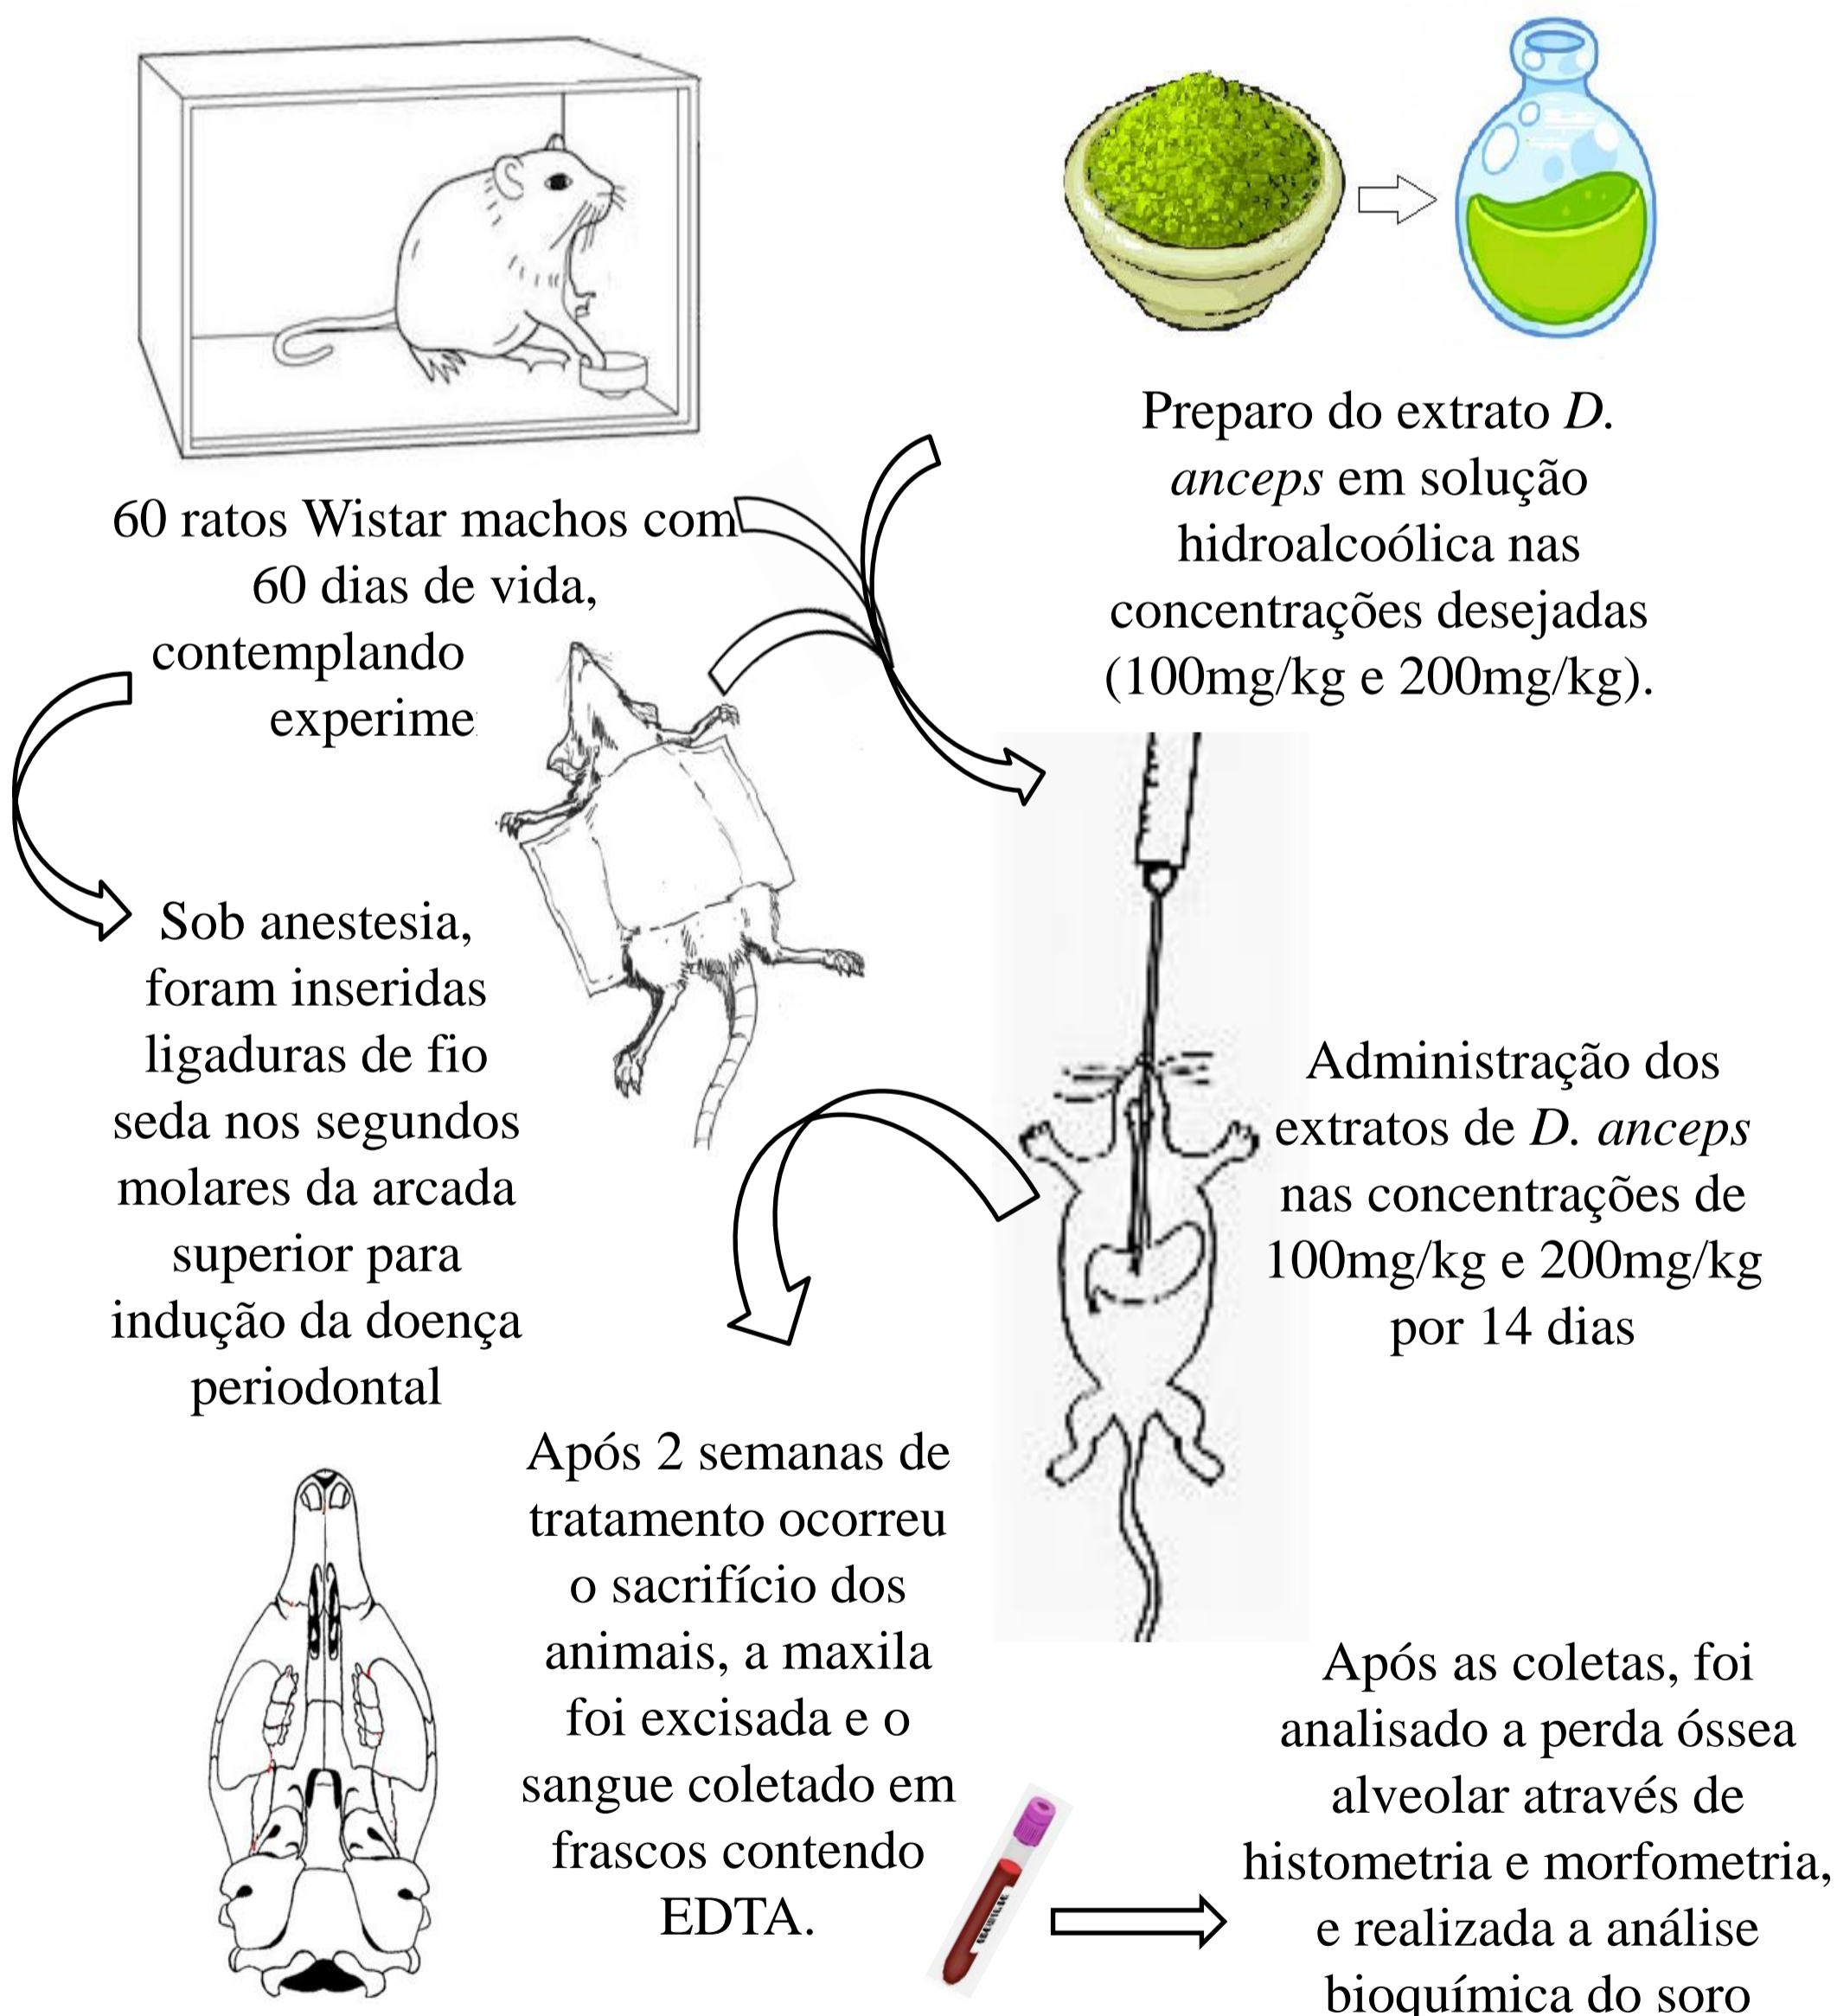 60 ratos Wistar machos com
60 dias de vida,
contemplando
experime
Preparo do extrato D.
anceps em solução
hidroalcoólica nas
concentrações desejadas
(100mg/kg e 200mg/kg).
Sob anestesia,
foram inseridas
ligaduras de fio
seda nos segundos
molares da arcada
superior para
indução da doença
periodontal
Administração dos
extratos de D. anceps
nas concentrações de
100mg/kg e 200mg/kg
por 14 dias
Após 2 semanas de
tratamento ocorreu
o sacrifício dos
animais, a maxila
foi excisada e o
sangue coletado em
frascos contendo
EDTA.
Após as coletas, foi
analisado a perda óssea
alveolar através de
histometria e morfometria,
e realizada a análise
bioquímica do soro